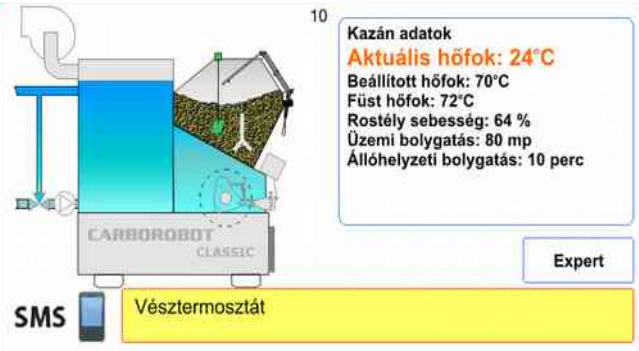 10
Kazán adatok
Aktuális hőfok: 24°C
Beállított hőfok: 70°C
Füst hőfok: 72°C
Rostély sebesség: 64 %
Üzemi bolygatás: 80 mp
Állóhelyzeti bolygatás: 10 perc
CARBOROBOT
CLASSIC
Expert
SMS
Vésztermosztát